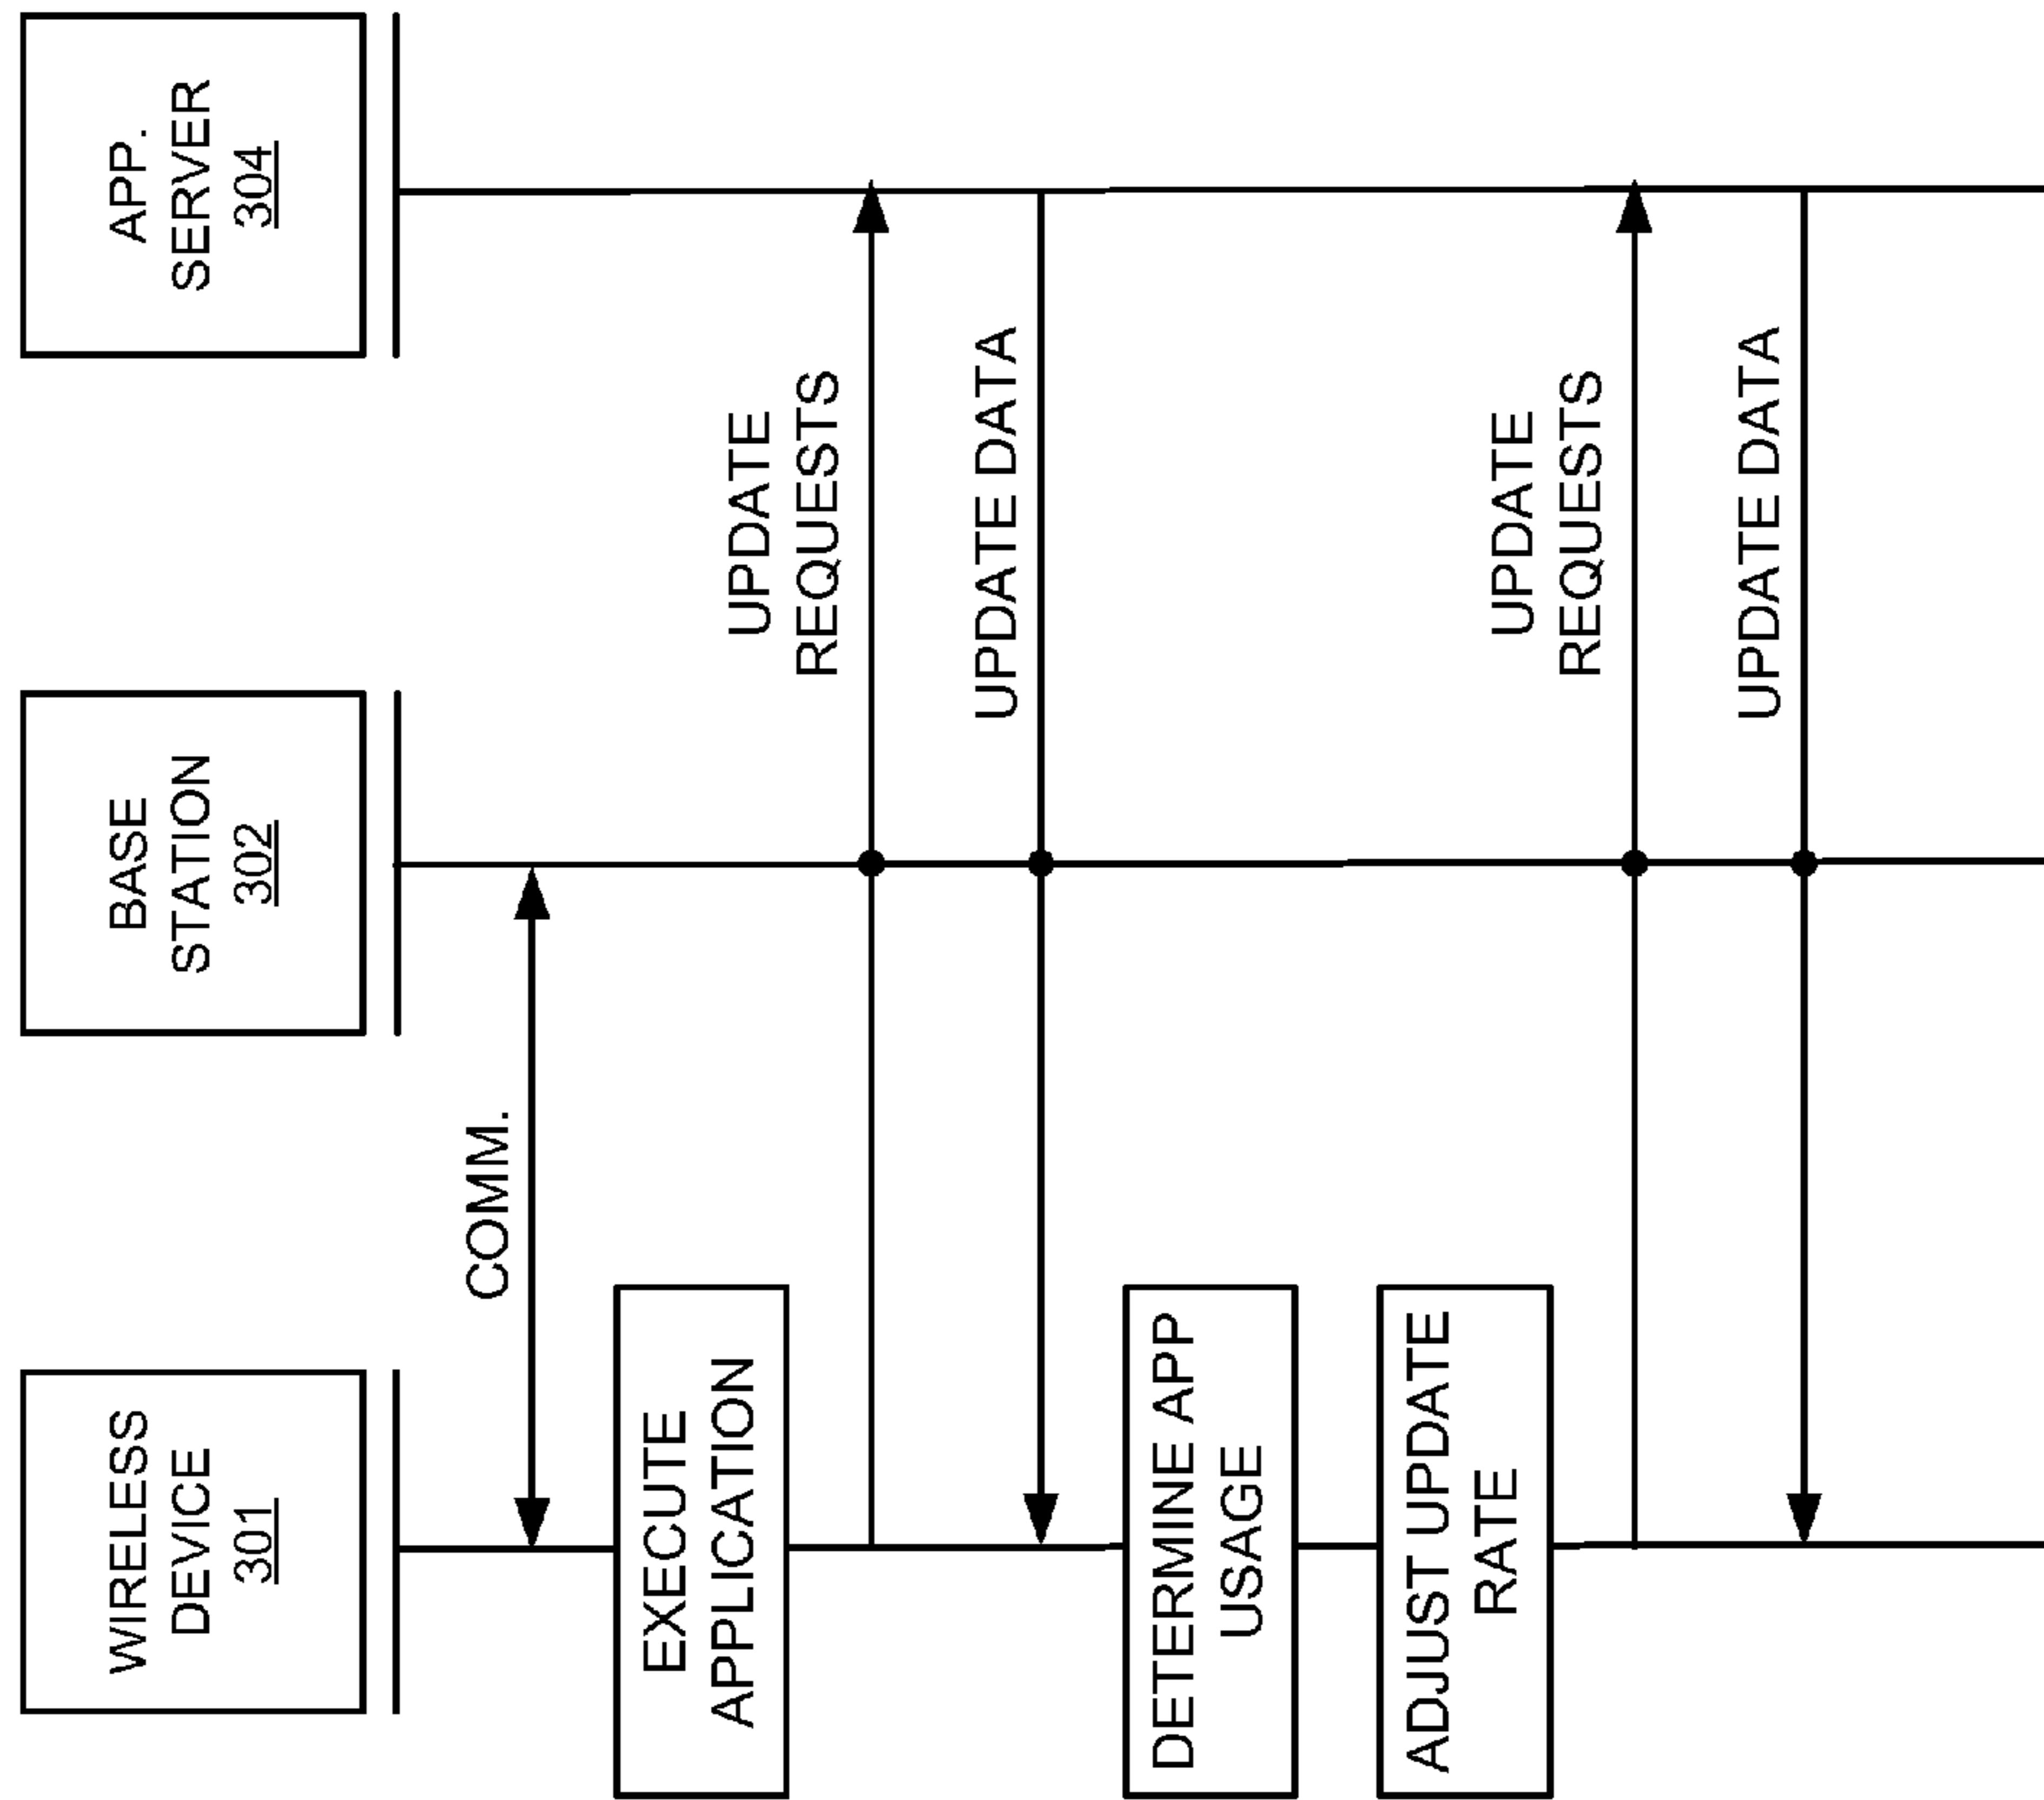 WIRELESS
DEVICE
301
BASE
STATION
302
APP.
SERVER
304
COMM.
EXECUTE
APPLICATION
UPDATE
REQUESTS
UPDATE DATA
DETERMINE APP
USAGE
ADJUST UPDATE
RATE
UPDATE
REQUESTS
UPDATE DATA